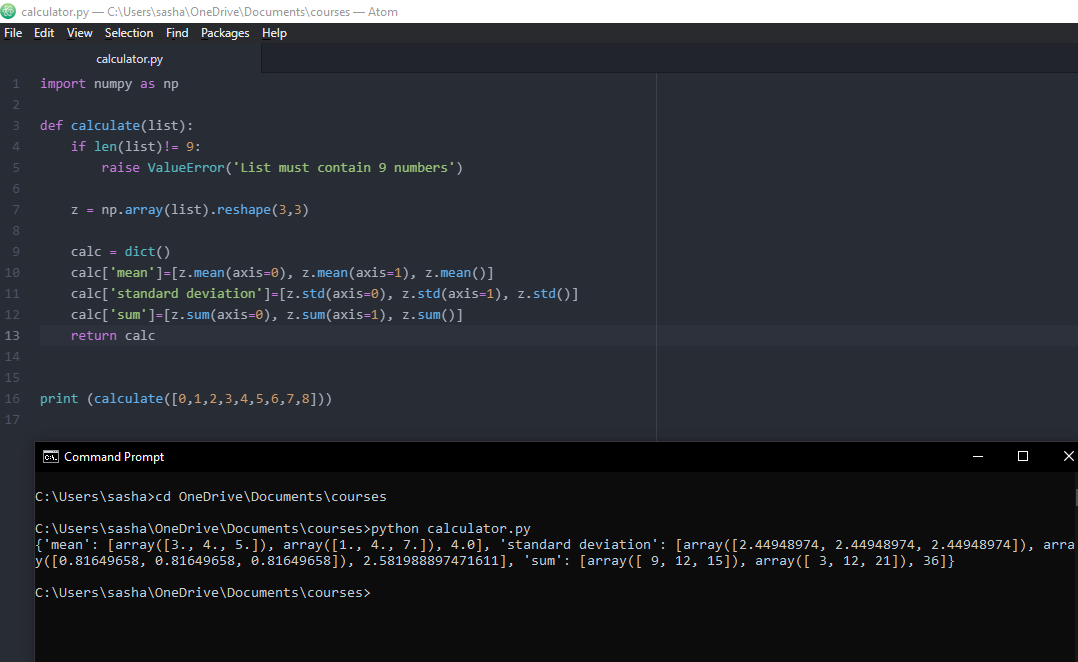 calculator.py — C:\Users\sasha\OneDrive\Documents\courses — Atom
File Edit View Selection Find Packages Help
calculator.py
1 import numpy as np
2
3 def calculate(list):
4     if len(list)!= 9:
5         raise ValueError('List must contain 9 numbers')
6
7     z = np.array(list).reshape(3,3)
8
9     calc = dict()
10     calc['mean']=[z.mean(axis=0), z.mean(axis=1), z.mean()]
11     calc['standard deviation']=[z.std(axis=0), z.std(axis=1), z.std()]
12     calc['sum']=[z.sum(axis=0), z.sum(axis=1), z.sum()]
13     return calc
14
15
16 print (calculate([0,1,2,3,4,5,6,7,8]))
17
C:\. Command Prompt
C:\Users\sasha>cd OneDrive\Documents\courses
C:\Users\sasha\OneDrive\Documents\courses>python calculator.py
{'mean': [array([3., 4., 5.]), array([1., 4., 7.]), 4.0], 'standard deviation': [array([2.44948974, 2.44948974, 2.44948974]), arra
y([0.81649658, 0.81649658, 0.81649658]), 2.581988897471611], 'sum': [array([ 9, 12, 15]), array([ 3, 12, 21]), 36]}
C:\Users\sasha\OneDrive\Documents\courses>